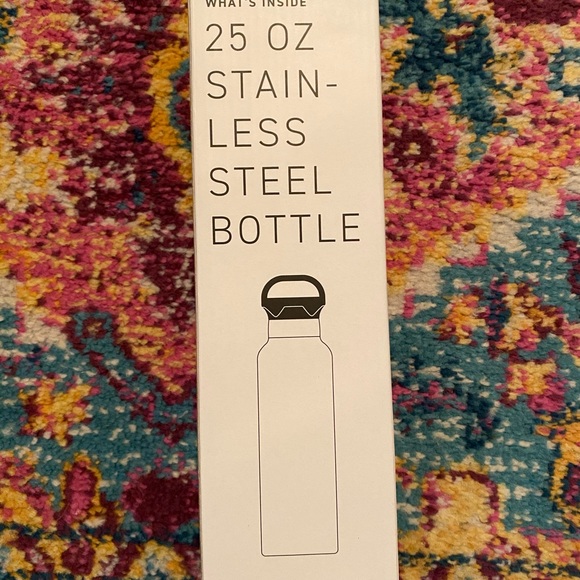 WHAT'S INSIDE
25 OZ
STAIN-
LESS
STEEL
BOTTLE